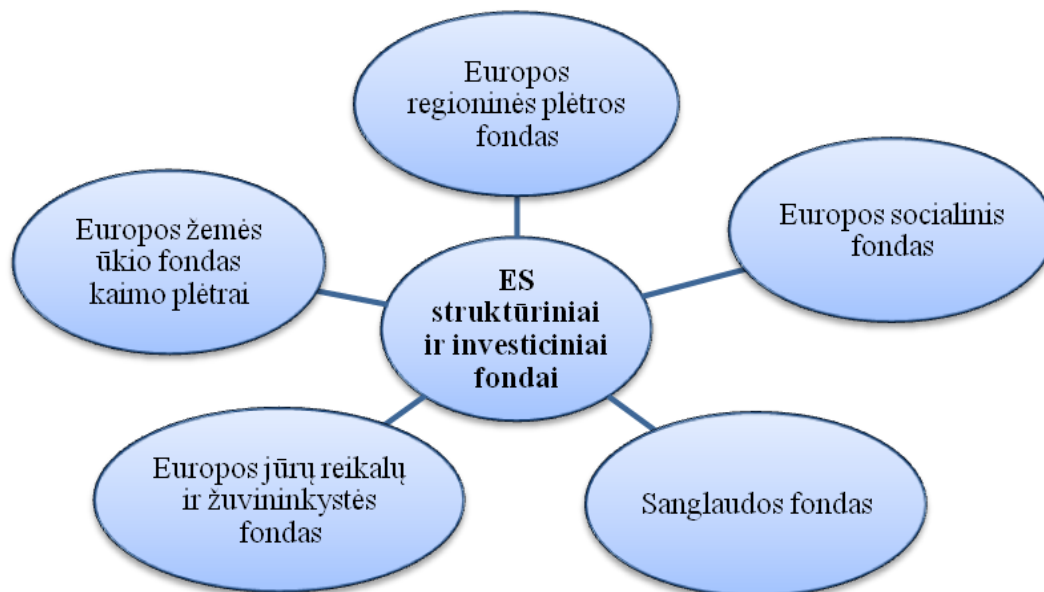 Europos
regioninės plėtros
fondas
Europos socialinis
fondas
Europos žemės
ūkio fondas
kaimo plėtrai
ES
struktūriniai
ir investiciniai
fondai
Europos jūrų reikalų
ir žuvininkystės
fondas
Sanglaudos fondas